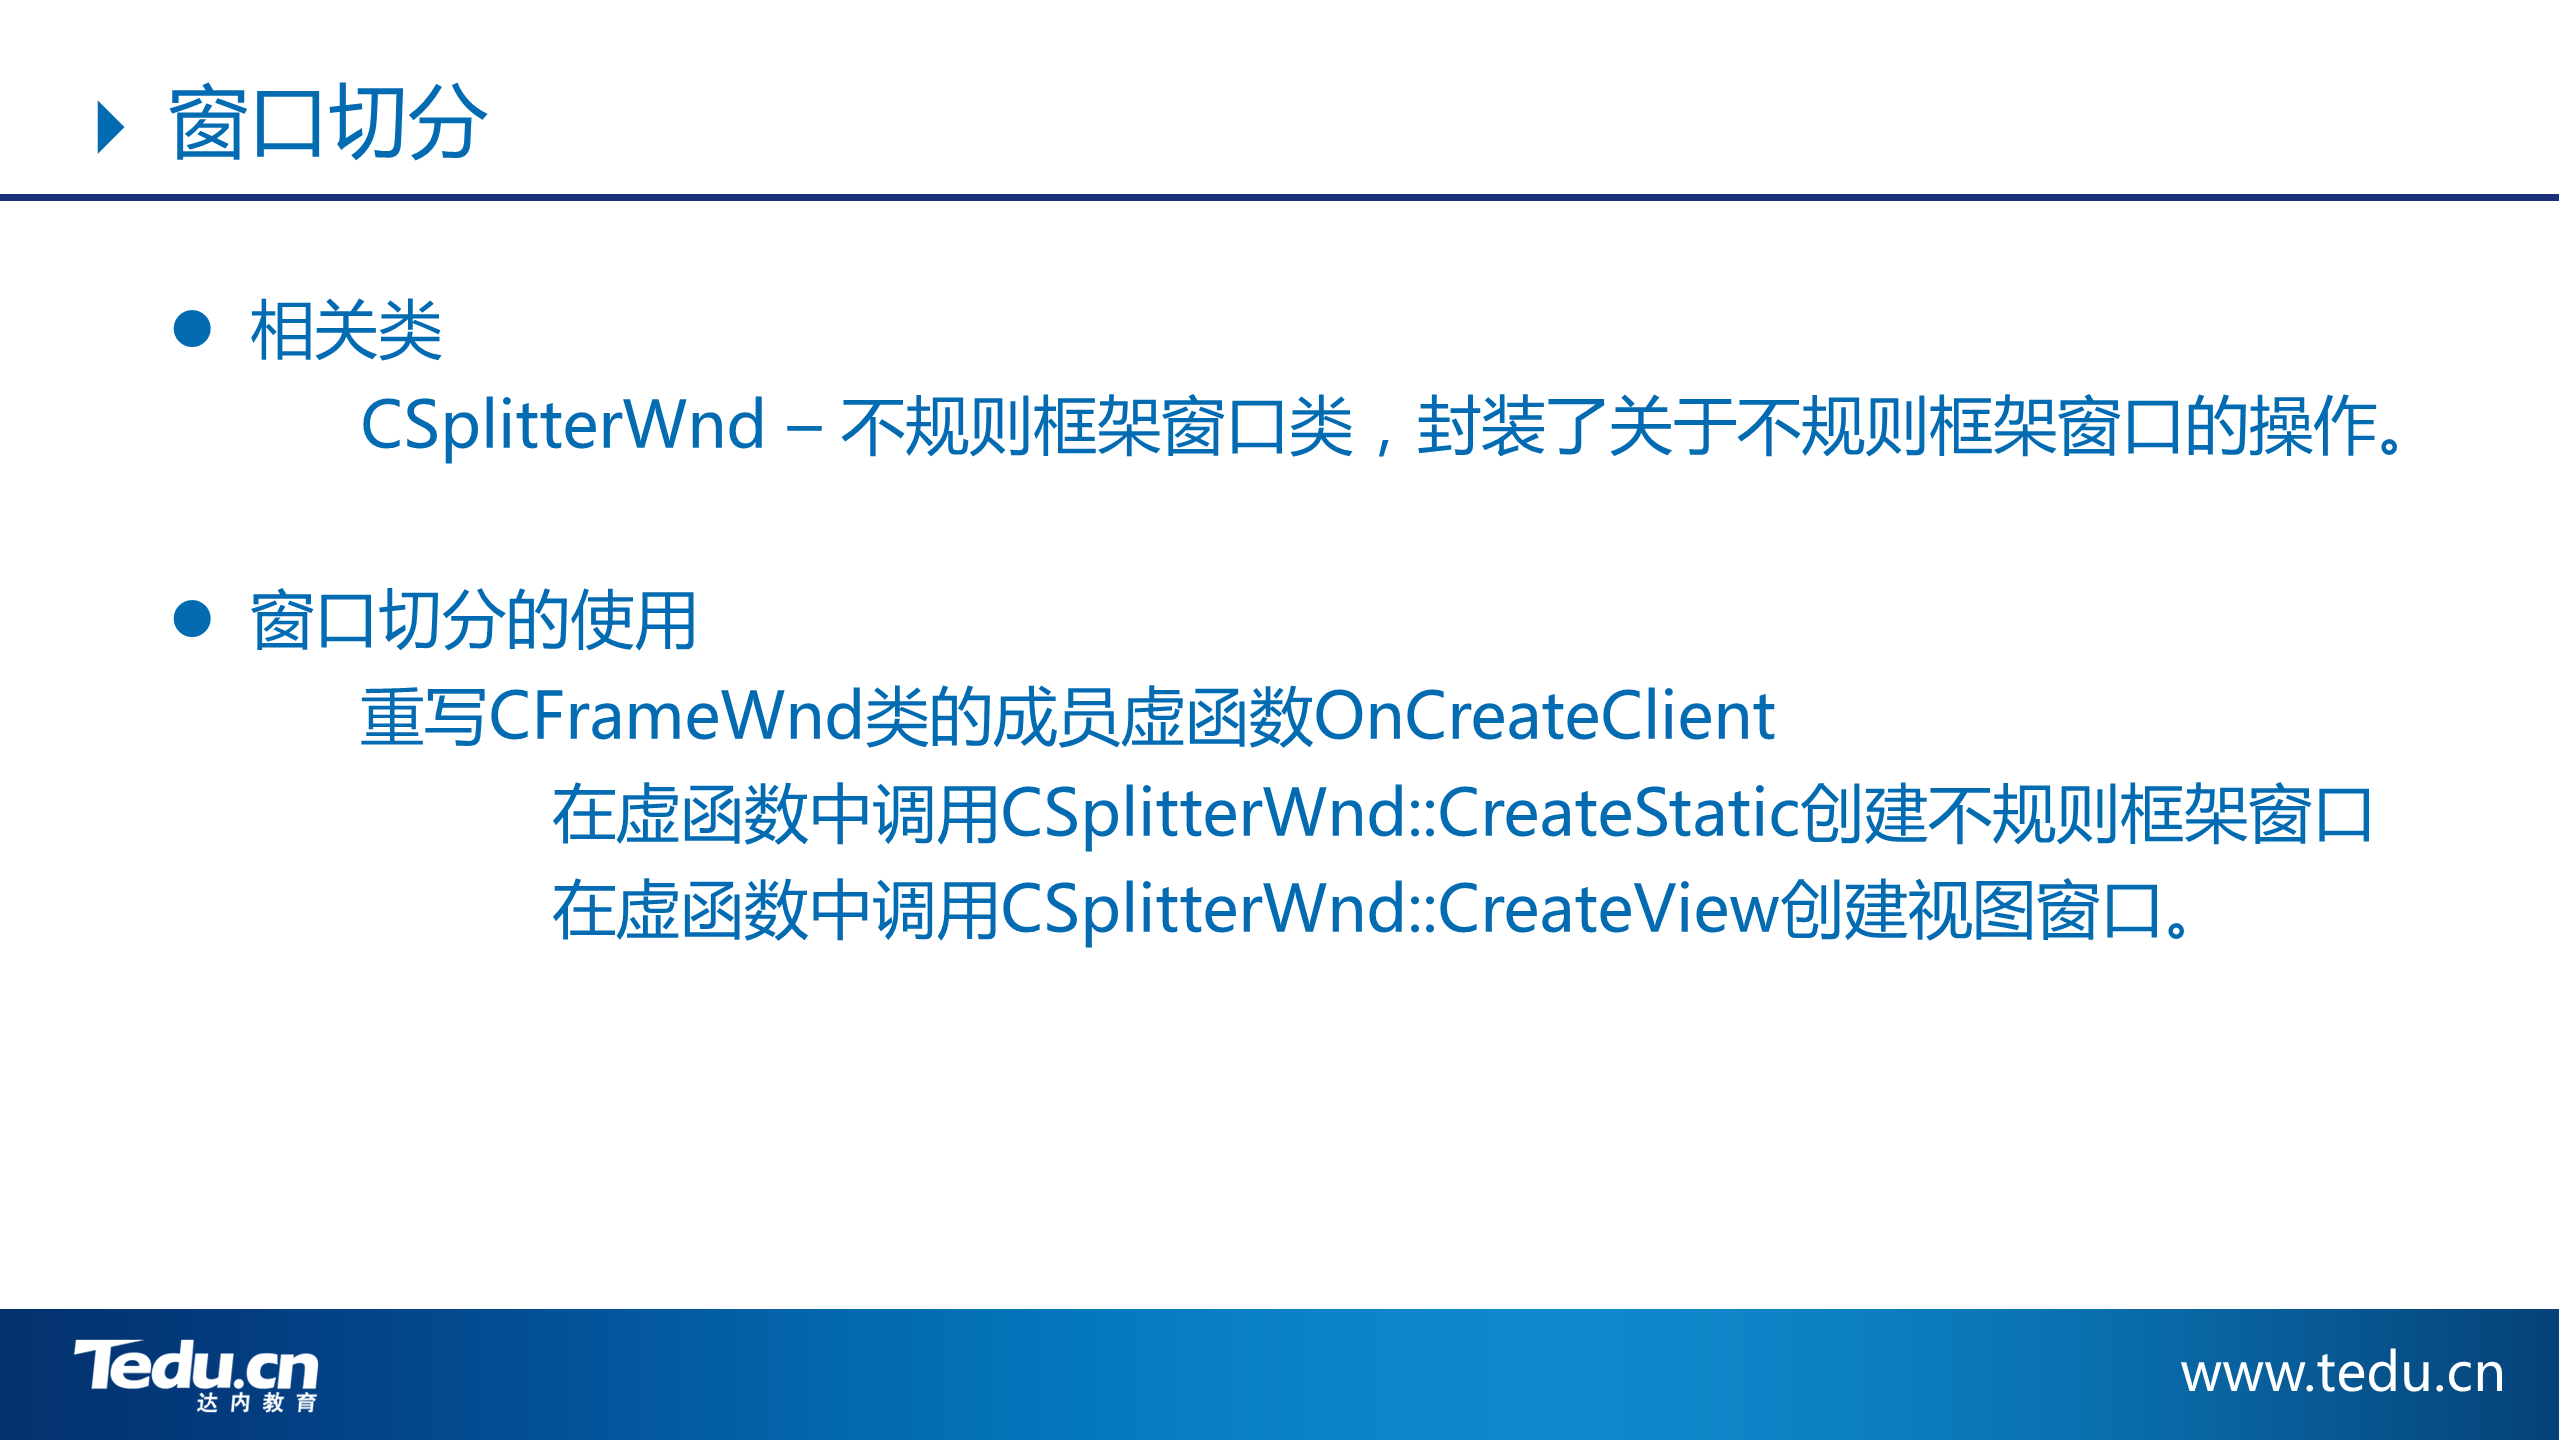 窗口切分
相关类
CSplitterWnd – 不规则框架窗口类，封装了关于不规则框架窗口的操作。
窗口切分的使用
重写CFrameWnd类的成员虚函数OnCreateClient
在虚函数中调用CSplitterWnd::CreateStatic创建不规则框架窗口
在虚函数中调用CSplitterWnd::CreateView创建视图窗口。
Tedu.cn
达内教育
www.tedu.cn